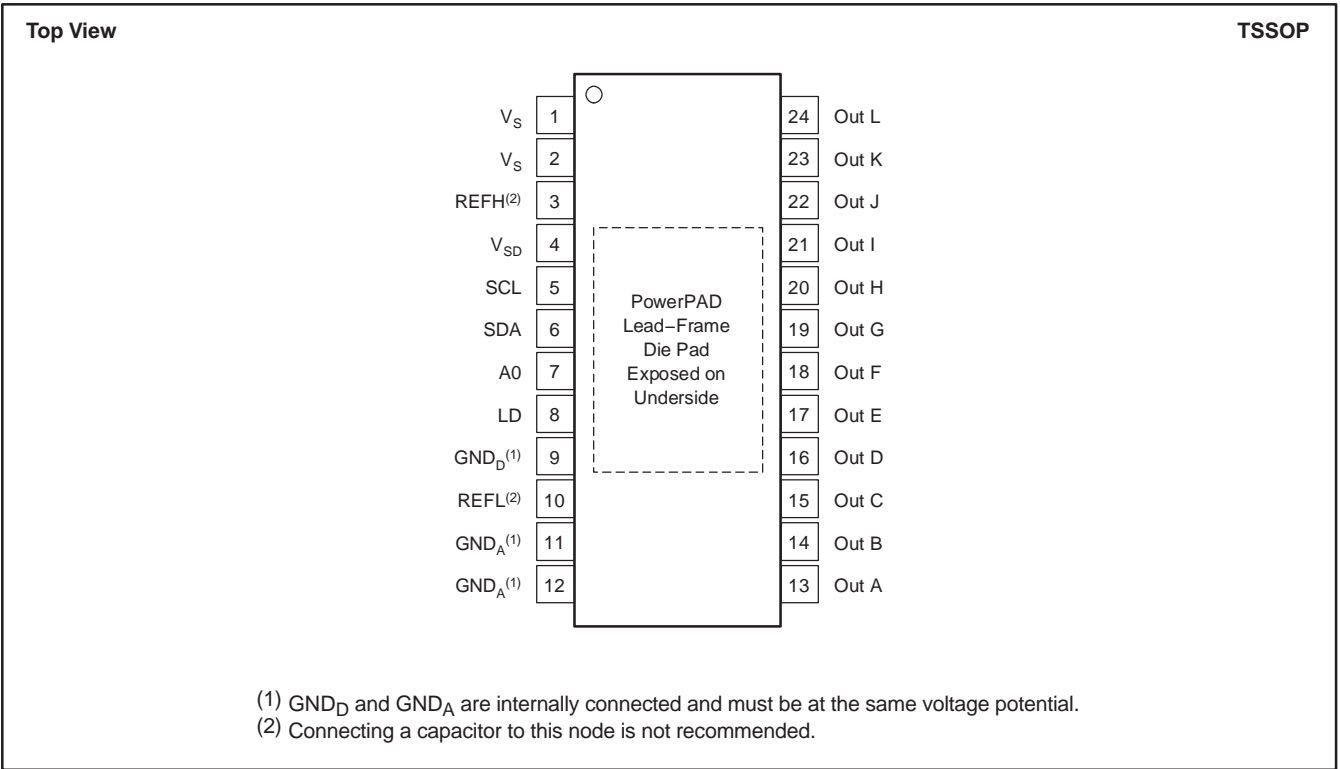 Top View TSSOP
V_S 1 24 Out L
V_S 2 23 Out K
REFH(2) 3 22 Out J
V_SD 4 21 Out I
SCL 5 20 Out H
SDA 6 19 Out G
A0 7 18 Out F
LD 8 17 Out E
GND_D(1) 9 16 Out D
REFL(2) 10 15 Out C
GND_A(1) 11 14 Out B
GND_A(1) 12 13 Out A
PowerPAD
Lead−Frame
Die Pad
Exposed on
Underside
(1) GND_D and GND_A are internally connected and must be at the same voltage potential.
(2) Connecting a capacitor to this node is not recommended.